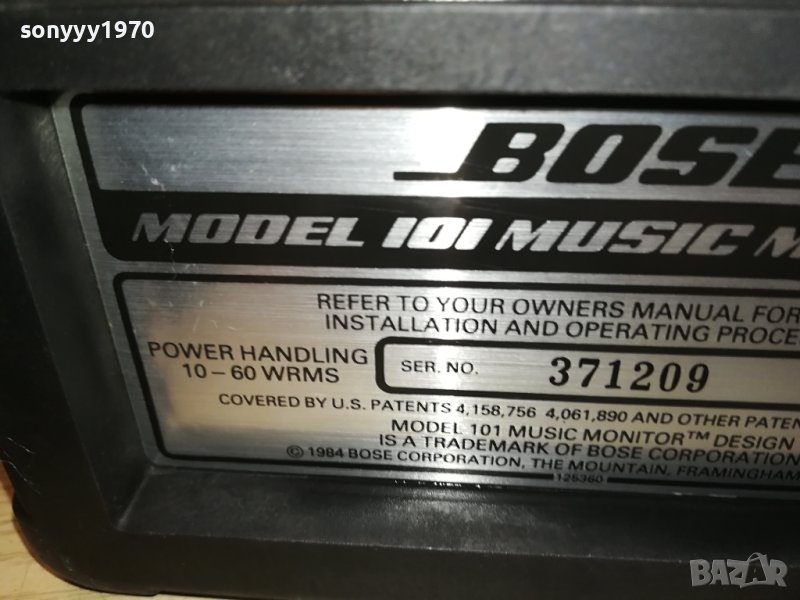 sonyyy1970
BOSE
MODEL 101 MUSIC M
REFER TO YOUR OWNERS MANUAL FOR
INSTALLATION AND OPERATING PROCE
POWER HANDLING
10–60 WRMS
SER. NO. 371209
COVERED BY U.S. PATENTS 4,158,756 4,061,890 AND OTHER PATEN
MODEL 101 MUSIC MONITOR™ DESIGN
IS A TRADEMARK OF BOSE CORPORATION
© 1984 BOSE CORPORATION, THE MOUNTAIN, FRAMINGHAM
125360
BAZAR